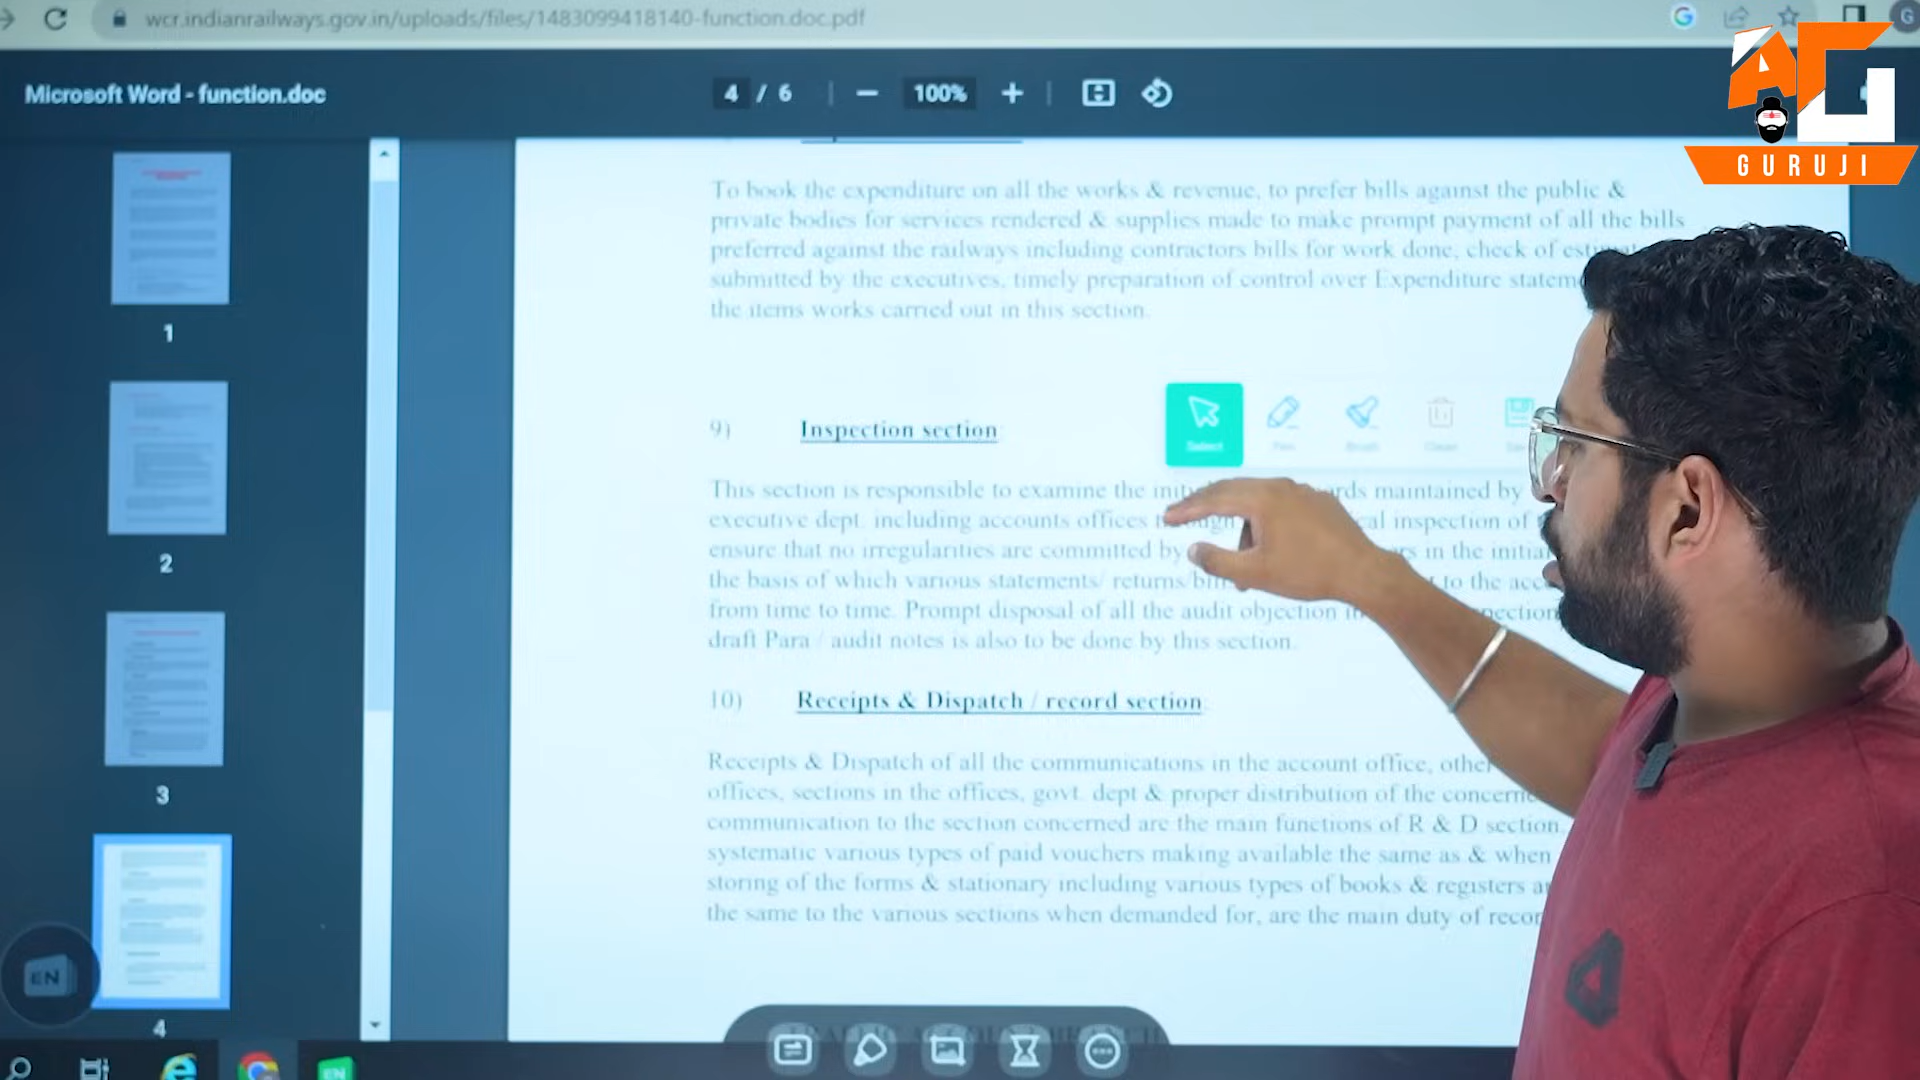 wcr.indianrailways.gov.in/uploads/files/1483099418140-function.doc.pdf
G
G
Microsoft Word - function.doc
4 / 6
100%
A G
GURUJI
1
2
3
4
EN
To book the expenditure on all the works & revenue, to prefer bills against the public &
private bodies for services rendered & supplies made to make prompt payment of all the bills
preferred against the railways including contractors bills for work done, check of
submitted by the executives, timely preparation of control over Expenditure
the items works carried out in this section.
9) Inspection section
Select Pen Brush Clean
This section is responsible to examine the maintained by
executive dept. including accounts offices inspection of
ensure that no irregularities are committed by in the
the basis of which various statements/ returns/ to the
from time to time. Prompt disposal of all the audit objection
draft Para / audit notes is also to be done by this section.
10) Receipts & Dispatch / record section:
Receipts & Dispatch of all the communications in the account office,
offices, sections in the offices, govt. dept & proper distribution of the
communication to the section concerned are the main functions of R & D section.
systematic various types of paid vouchers making available the same as & when
storing of the forms & stationary including various types of books & registers
the same to the various sections when demanded for, are the main duty of
EN